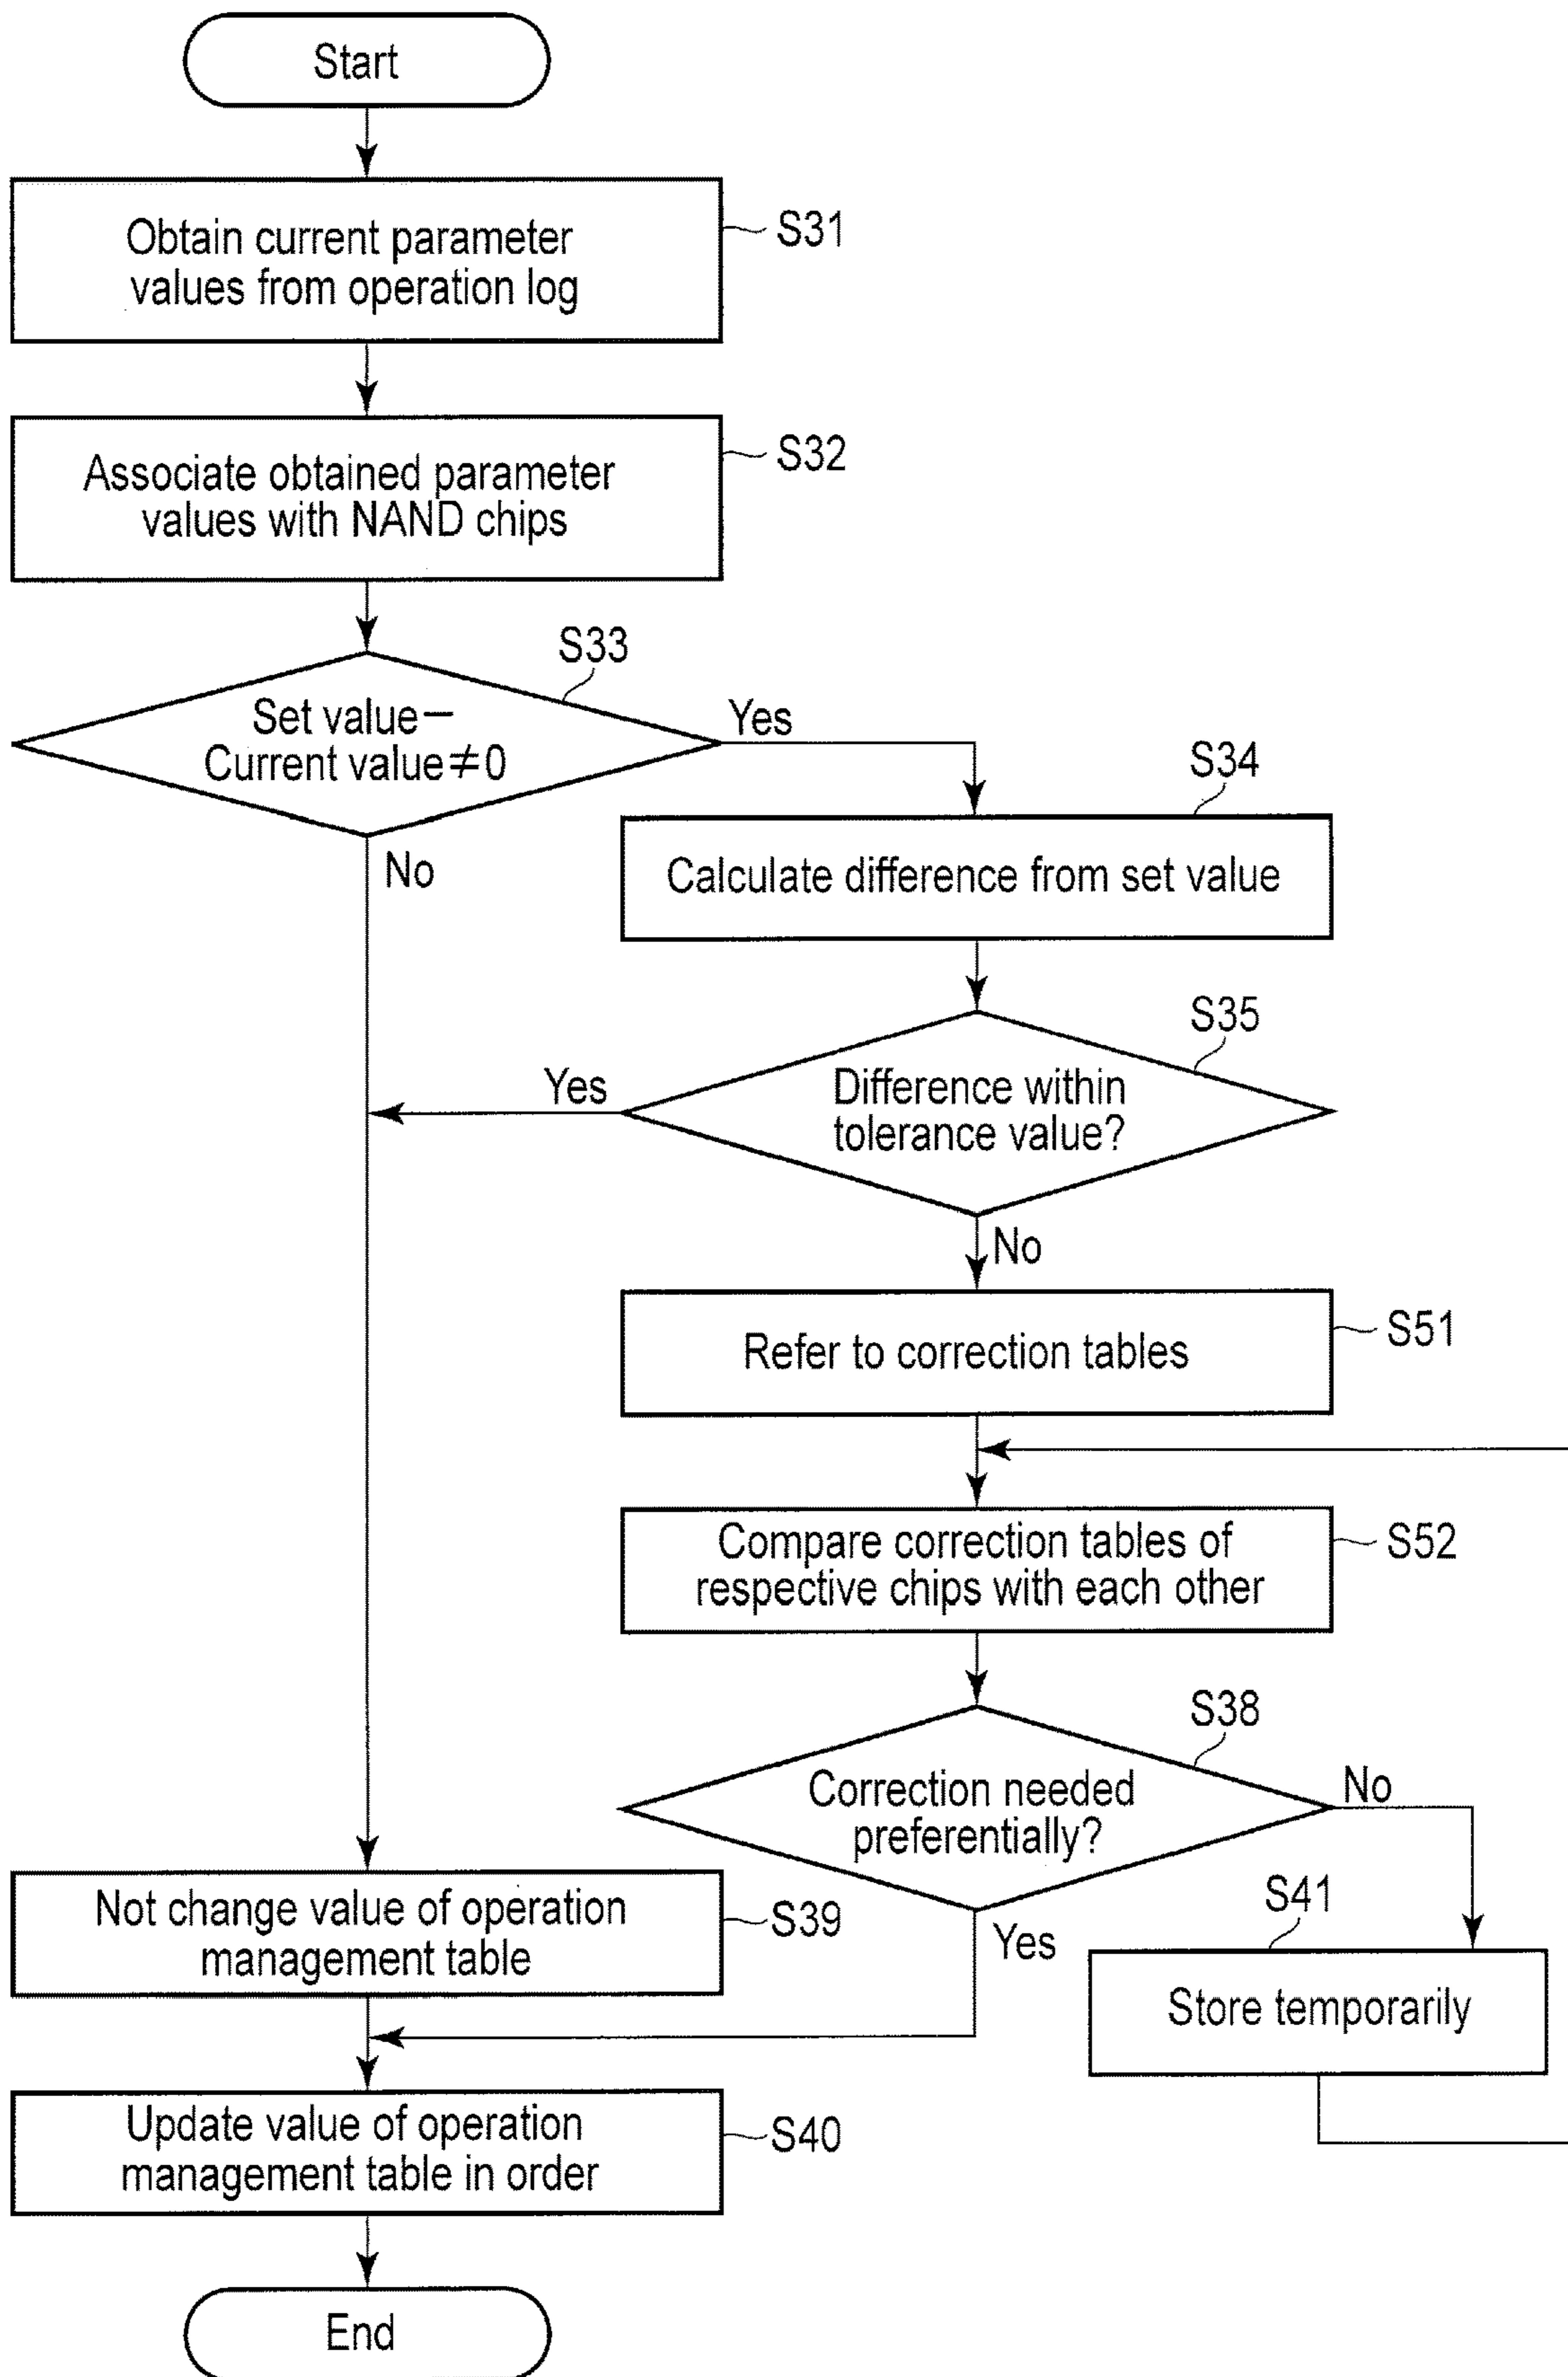 Start
Obtain current parameter
values from operation log
S31
Associate obtained parameter
values with NAND chips
S32
S33
Set value−
Current value≠0
Yes
No
S34
Calculate difference from set value
S35
Difference within
tolerance value?
Yes
No
Refer to correction tables
S51
Compare correction tables of
respective chips with each other
S52
S38
Correction needed
preferentially?
No
Yes
S41
Store temporarily
Not change value of operation
management table
S39
Update value of operation
management table in order
S40
End